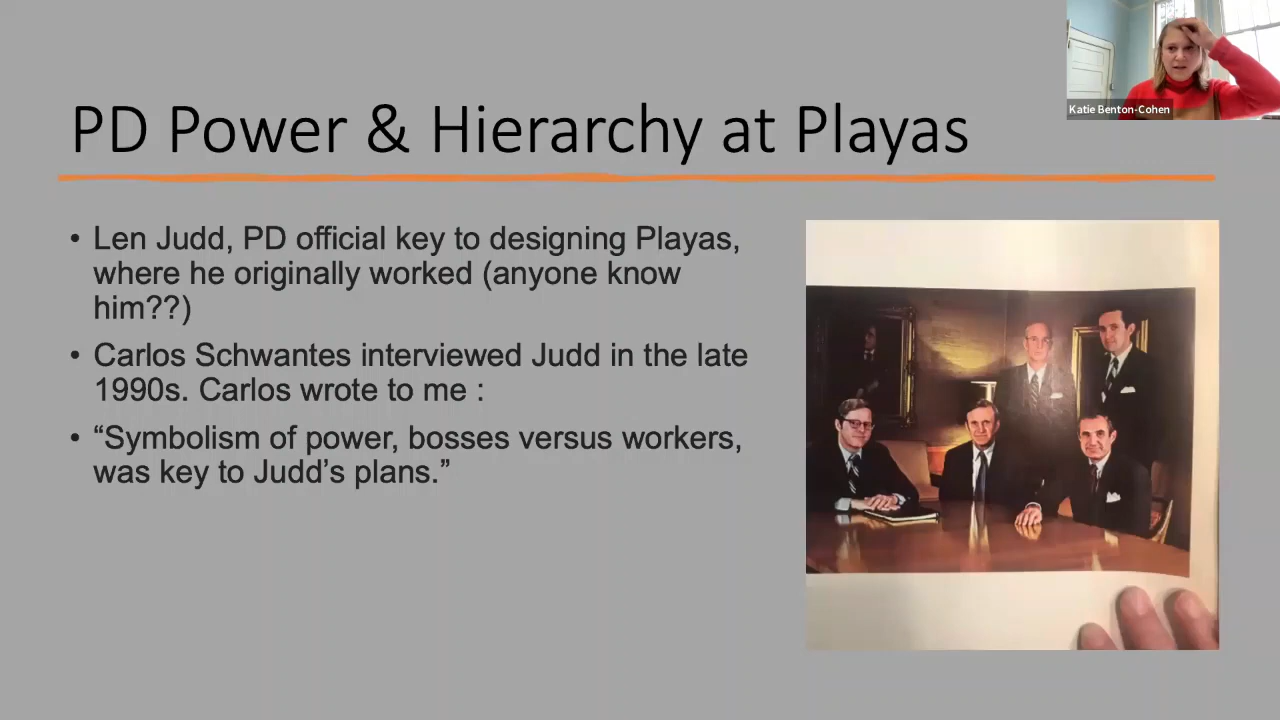 Katie Benton-Cohen
PD Power & Hierarchy at Playas
• Len Judd, PD official key to designing Playas,
where he originally worked (anyone know
him??)
• Carlos Schwantes interviewed Judd in the late
1990s. Carlos wrote to me :
• “Symbolism of power, bosses versus workers,
was key to Judd’s plans.”